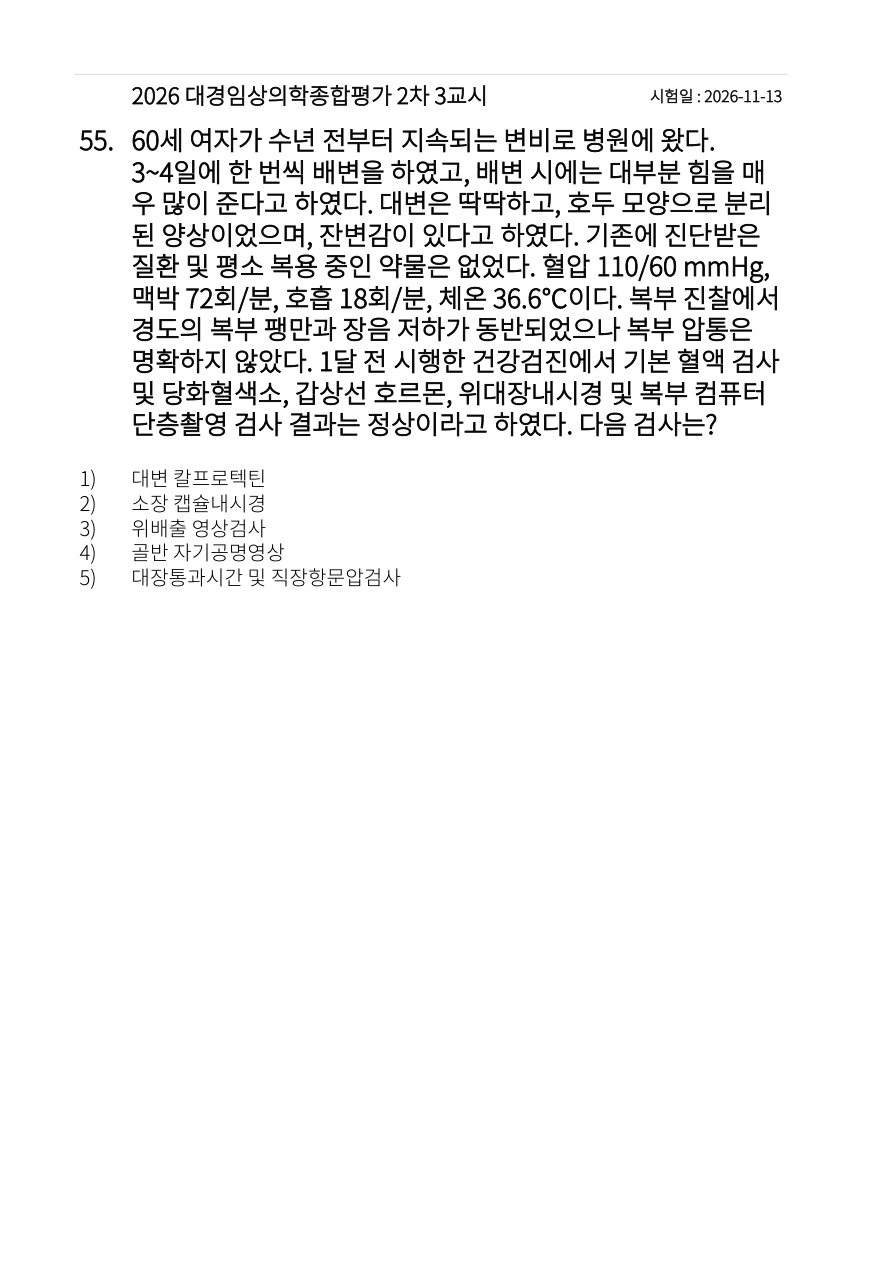 2026 대경임상의학종합평가 2차 3교시
시험일 : 2026-11-13
55. 60세 여자가 수년 전부터 지속되는 변비로 병원에 왔다.
3~4일에 한 번씩 배변을 하였고, 배변 시에는 대부분 힘을 매
우 많이 준다고 하였다. 대변은 딱딱하고, 호두 모양으로 분리
된 양상이었으며, 잔변감이 있다고 하였다. 기존에 진단받은
질환 및 평소 복용 중인 약물은 없었다. 혈압 110/60 mmHg,
맥박 72회/분, 호흡 18회/분, 체온 36.6℃이다. 복부 진찰에서
경도의 복부 팽만과 장음 저하가 동반되었으나 복부 압통은
명확하지 않았다. 1달 전 시행한 건강검진에서 기본 혈액 검사
및 당화혈색소, 갑상선 호르몬, 위대장내시경 및 복부 컴퓨터
단층촬영 검사 결과는 정상이라고 하였다. 다음 검사는?
1) 대변 칼프로텍틴
2) 소장 캡슐내시경
3) 위배출 영상검사
4) 골반 자기공명영상
5) 대장통과시간 및 직장항문압검사